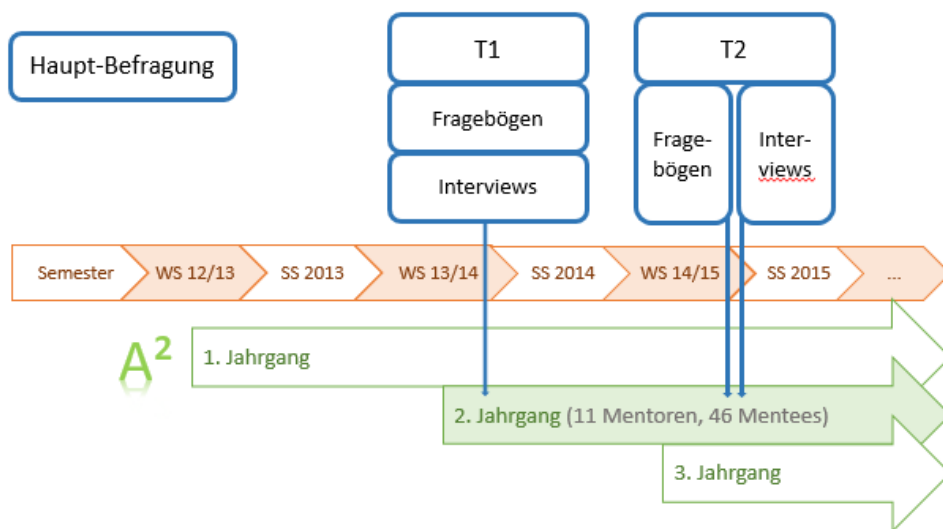 Haupt-Befragung
T1
Fragebögen
Interviews
T2
Frage-
bögen
Inter-
views
Semester
WS 12/13
SS 2013
WS 13/14
SS 2014
WS 14/15
SS 2015
...
A²
1. Jahrgang
2. Jahrgang (11 Mentoren, 46 Mentees)
3. Jahrgang